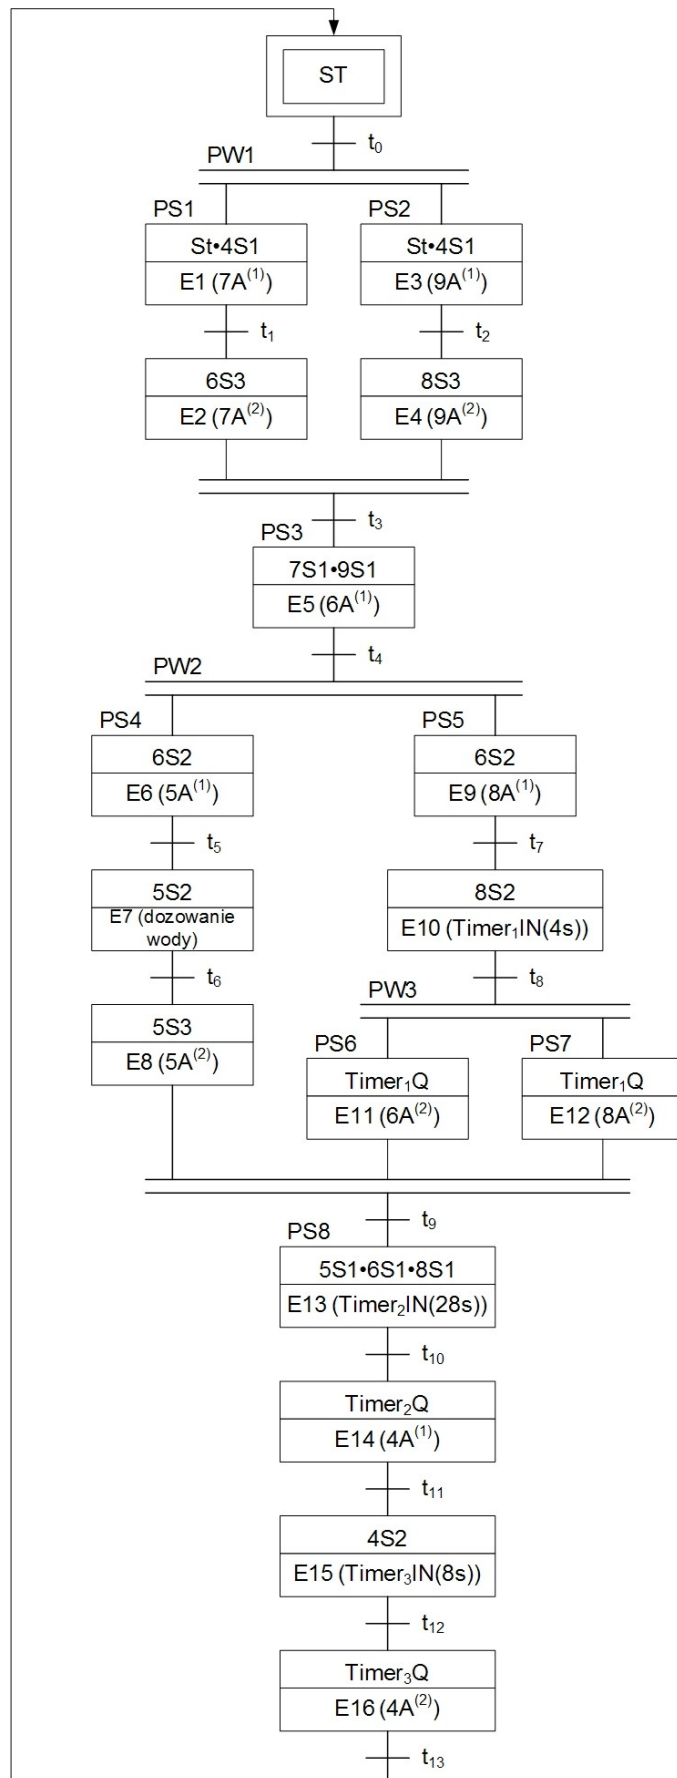 ST
t₀
PW1
PS1 PS2
St•4S1 St•4S1
E1 (7A⁽¹⁾) E3 (9A⁽¹⁾)
t₁ t₂
6S3 8S3
E2 (7A⁽²⁾) E4 (9A⁽²⁾)
t₃
PS3
7S1•9S1
E5 (6A⁽¹⁾)
t₄
PW2
PS4 PS5
6S2 6S2
E6 (5A⁽¹⁾) E9 (8A⁽¹⁾)
t₅ t₇
5S2 8S2
E7 (dozowanie
wody)
E10 (Timer₁IN(4s))
t₆ t₈
PW3
5S3
E8 (5A⁽²⁾)
PS6 PS7
Timer₁Q Timer₁Q
E11 (6A⁽²⁾) E12 (8A⁽²⁾)
t₉
PS8
5S1•6S1•8S1
E13 (Timer₂IN(28s))
t₁₀
Timer₂Q
E14 (4A⁽¹⁾)
t₁₁
4S2
E15 (Timer₃IN(8s))
t₁₂
Timer₃Q
E16 (4A⁽²⁾)
t₁₃